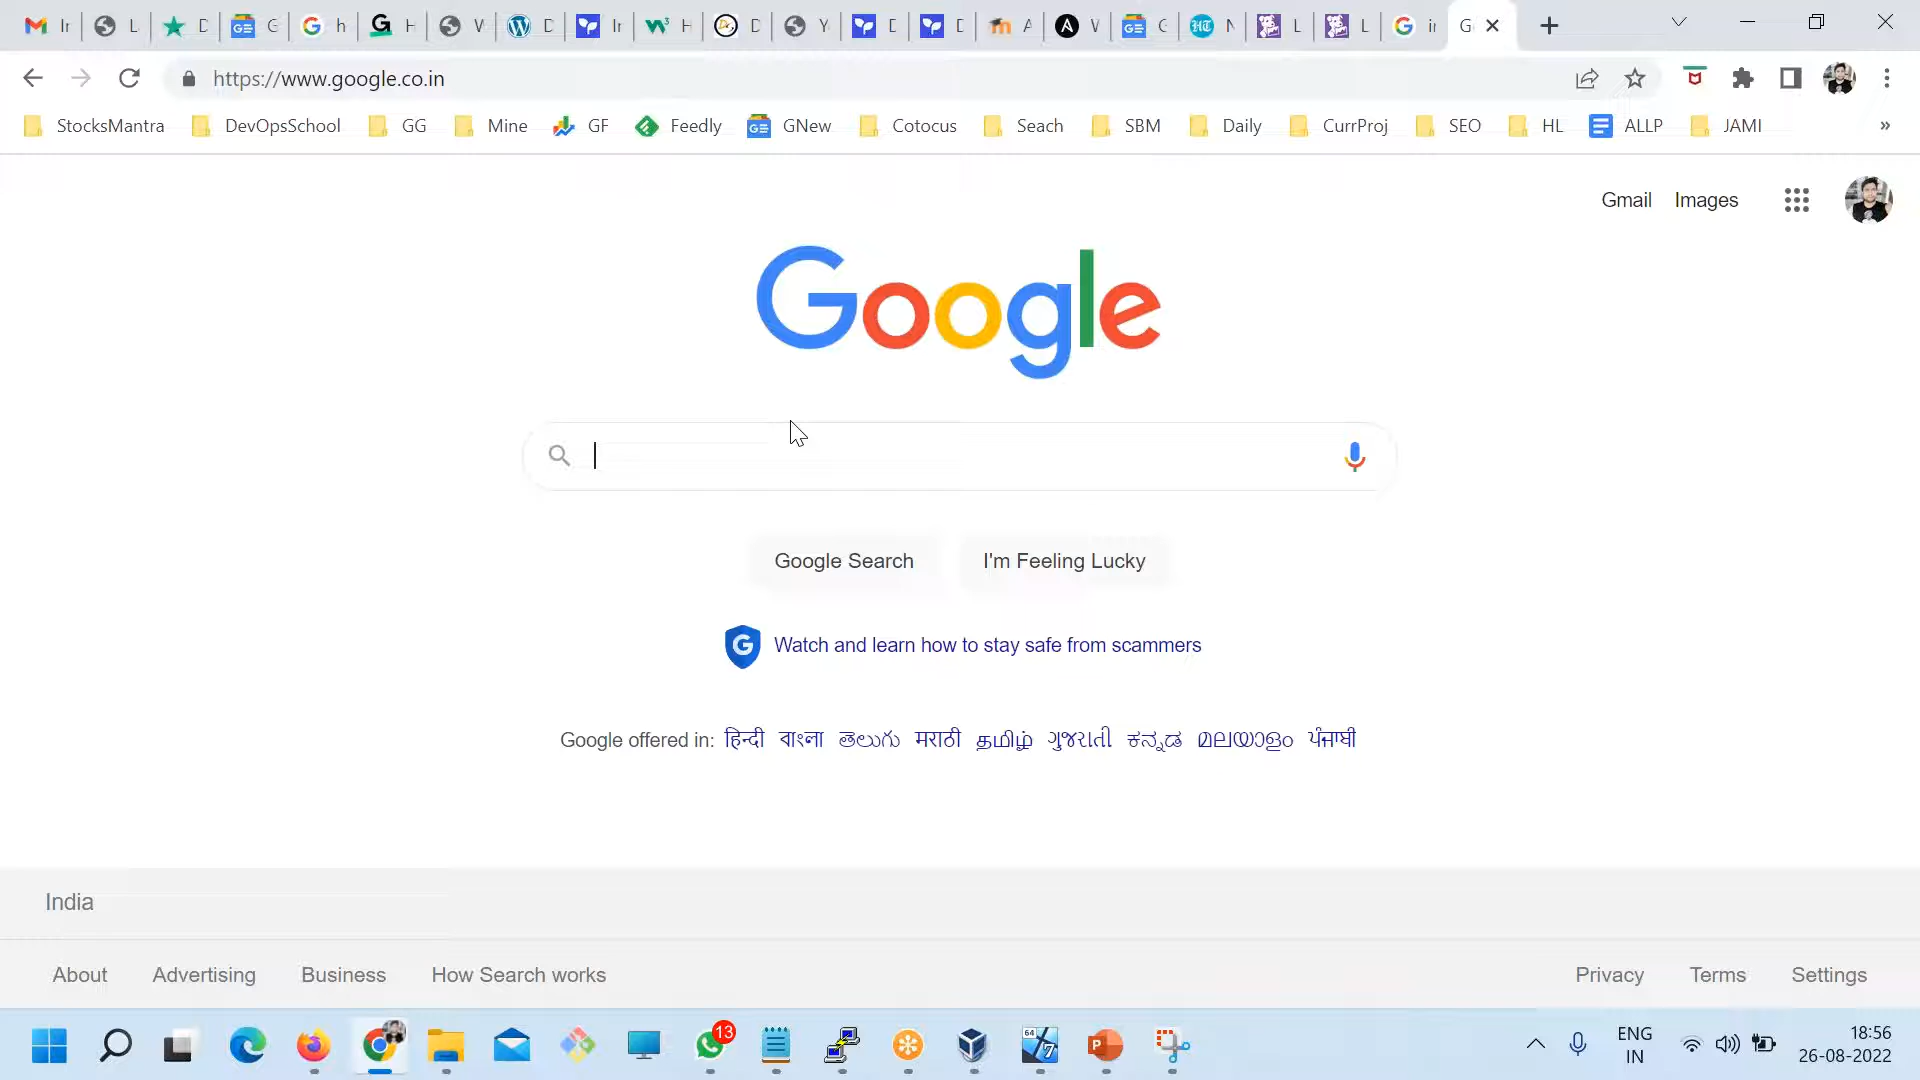 https://www.google.co.in
StocksMantra DevOpsSchool GG Mine GF Feedly GNew Cotocus Seach SBM Daily CurrProj SEO HL ALLP JAMI »
Gmail Images
Google
Google Search I'm Feeling Lucky
Watch and learn how to stay safe from scammers
Google offered in: हिन्दी বাংলা తెలుగు मराठी தமிழ் ગુજરાતી ಕನ್ನಡ മലയാളം ਪੰਜਾਬੀ
India
About Advertising Business How Search works Privacy Terms Settings
13
64
7
ENG
IN
18:56
26-08-2022